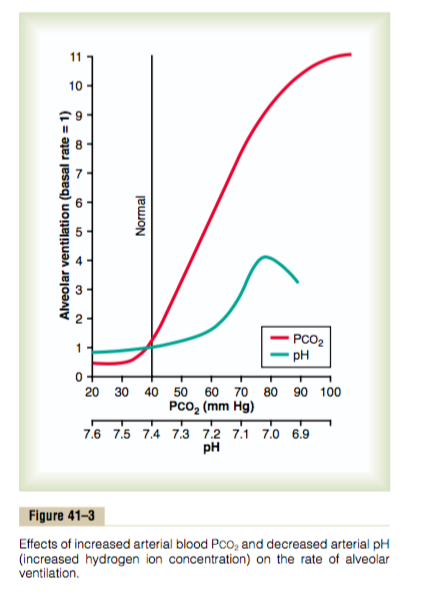 Alveolar ventilation (basal rate = 1)
11
10
9
8
7
6
5
4
3
2
1
0
Normal
PCO₂
pH
20 30 40 50 60 70 80 90 100
PCO₂ (mm Hg)
7.6 7.5 7.4 7.3 7.2 7.1 7.0 6.9
pH
Figure 41–3
Effects of increased arterial blood PCO₂ and decreased arterial pH
(increased hydrogen ion concentration) on the rate of alveolar
ventilation.